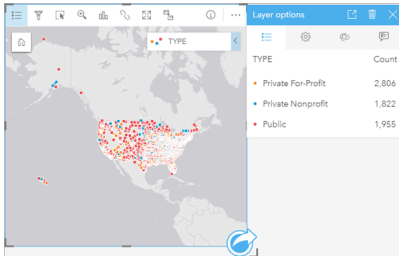 TYPE
Layer options
TYPE Count
Private For-Profit 2,806
Private Nonprofit 1,822
Public 1,955